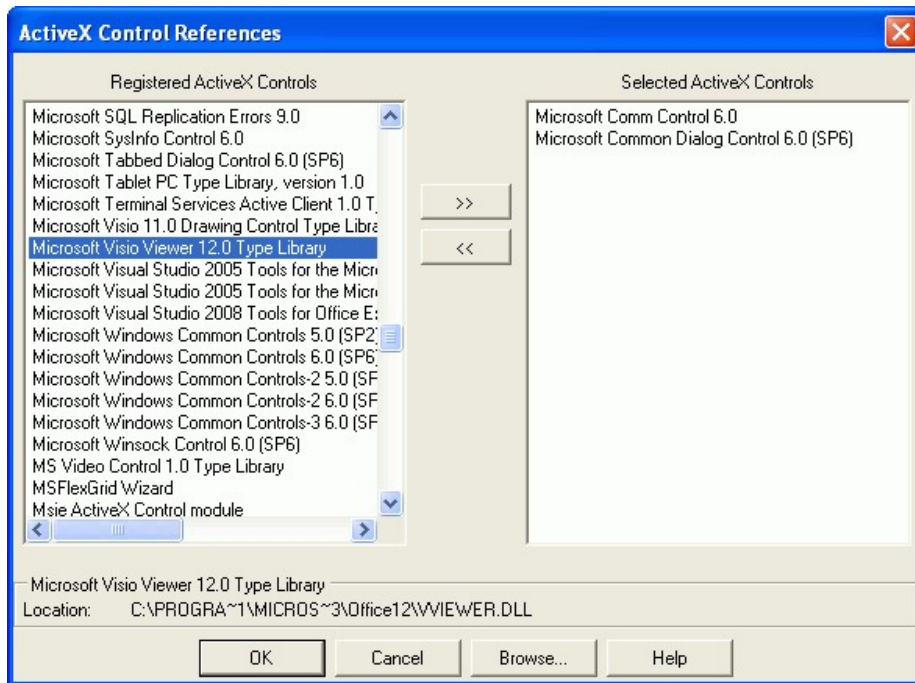 ActiveX Control References
Registered ActiveX Controls
Selected ActiveX Controls
Microsoft SQL Replication Errors 9.0
Microsoft SysInfo Control 6.0
Microsoft Tabbed Dialog Control 6.0 (SP6)
Microsoft Tablet PC Type Library, version 1.0
Microsoft Terminal Services Active Client 1.0 T
Microsoft Visio 11.0 Drawing Control Type Libra
Microsoft Visio Viewer 12.0 Type Library
Microsoft Visual Studio 2005 Tools for the Micro
Microsoft Visual Studio 2005 Tools for the Micro
Microsoft Visual Studio 2008 Tools for Office E
Microsoft Windows Common Controls 5.0 (SP2)
Microsoft Windows Common Controls 6.0 (SP6)
Microsoft Windows Common Controls-2 5.0 (SF
Microsoft Windows Common Controls-2 6.0 (SF
Microsoft Windows Common Controls-3 6.0 (SF
Microsoft Winsock Control 6.0 (SP6)
MS Video Control 1.0 Type Library
MSFlexGrid Wizard
Msie ActiveX Control module
>>
<<
Microsoft Comm Control 6.0
Microsoft Common Dialog Control 6.0 (SP6)
Microsoft Visio Viewer 12.0 Type Library
Location: C:\PROGRA~1\MICROS~3\Office12\VVIEWER.DLL
OK Cancel Browse... Help